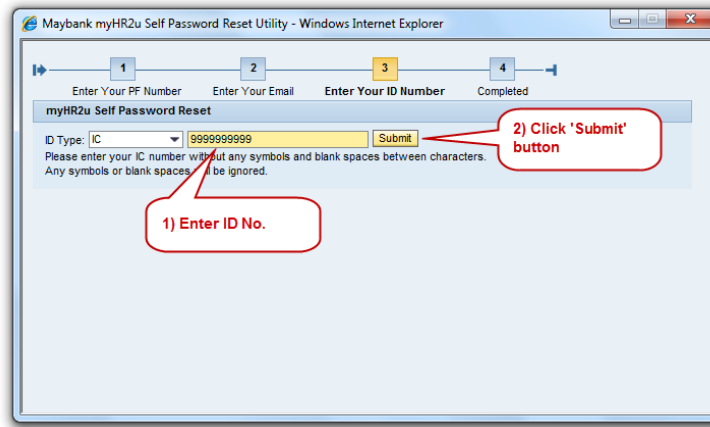 Maybank myHR2u Self Password Reset Utility - Windows Internet Explorer
1 2 3 4
Enter Your PF Number Enter Your Email Enter Your ID Number Completed
myHR2u Self Password Reset
ID Type: IC 9999999999 Submit
Please enter your IC number without any symbols and blank spaces between characters.
Any symbols or blank spaces be ignored.
2) Click 'Submit'
button
1) Enter ID No.